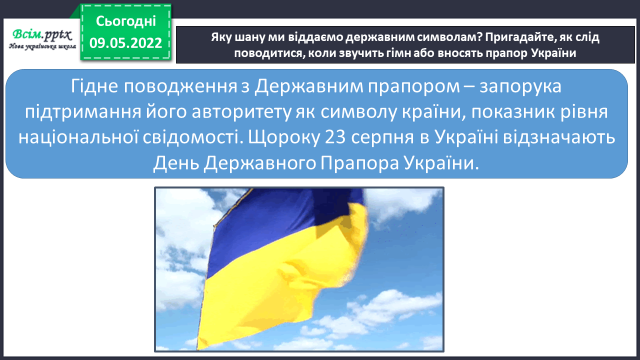 Всім.pptx
Нова українська школа
Сьогодні
09.05.2022
Яку шану ми віддаємо державним символам? Пригадайте, як слід
поводитися, коли звучить гімн або вносять прапор України
Гідне поводження з Державним прапором – запорука
підтримання його авторитету як символу країни, показник рівня
національної свідомості. Щороку 23 серпня в Україні відзначають
День Державного Прапора України.